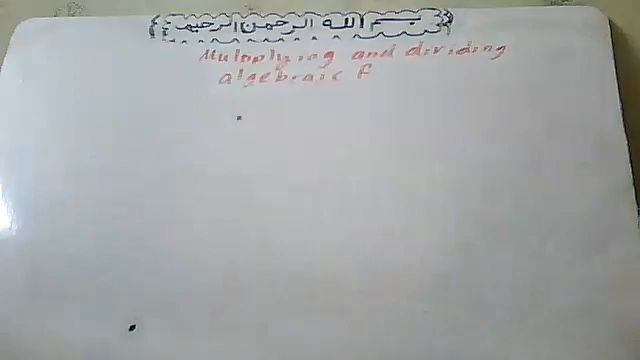 بسم الله الرحمن الرحيم
Multiplying and dividing
algebraic f